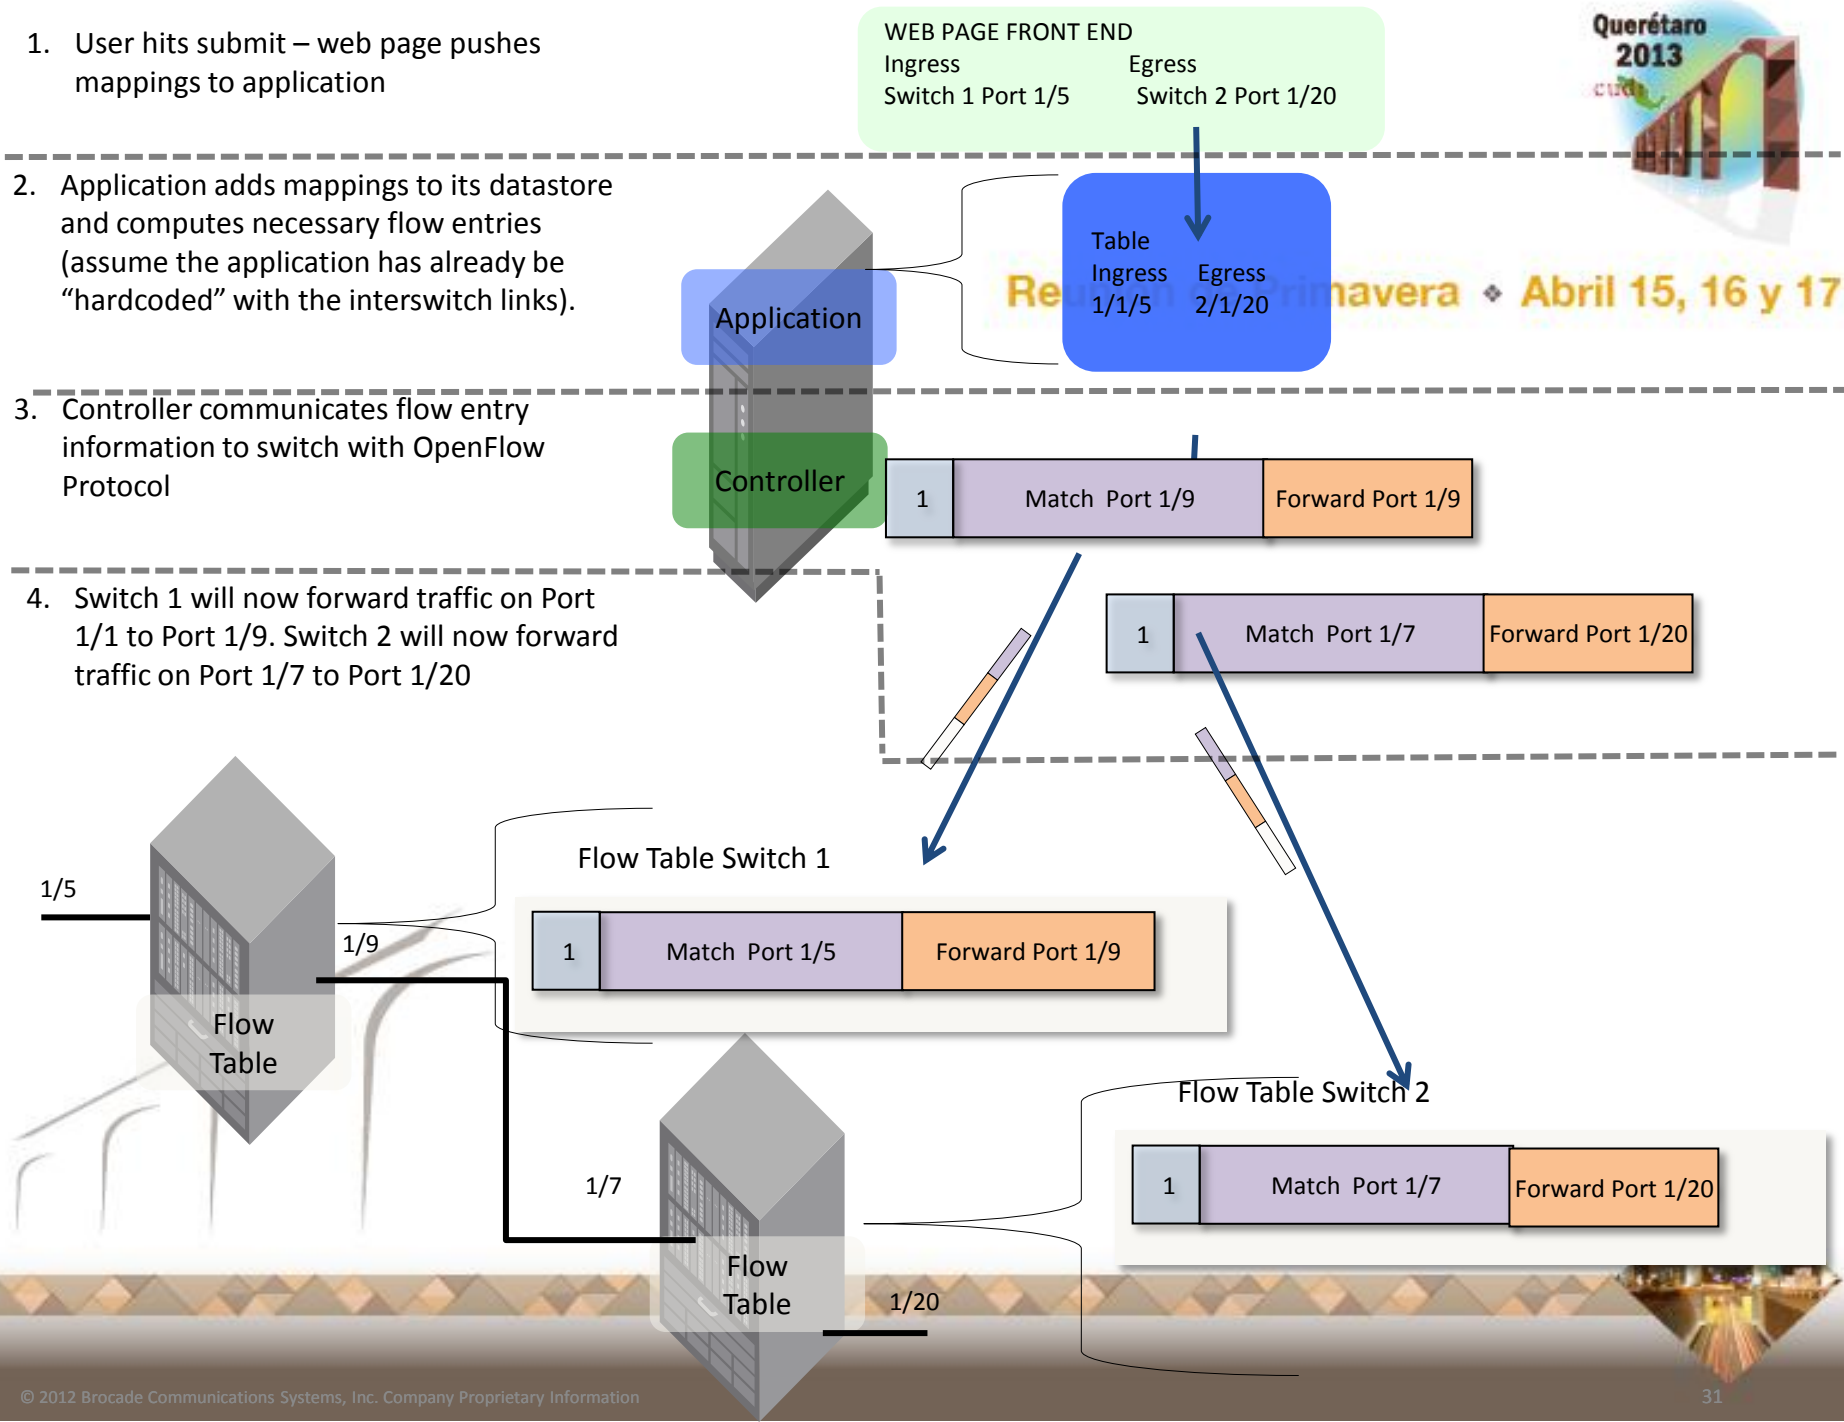 1. User hits submit – web page pushes
mappings to application
WEB PAGE FRONT END
Ingress Egress
Switch 1 Port 1/5 Switch 2 Port 1/20
Querétaro
2013
cudi
2. Application adds mappings to its datastore
and computes necessary flow entries
(assume the application has already be
“hardcoded” with the interswitch links).
Application
Table
Ingress Egress
1/1/5 2/1/20
Reunión de Primavera ❖ Abril 15, 16 y 17
3. Controller communicates flow entry
information to switch with OpenFlow
Protocol
Controller
1 Match Port 1/9 Forward Port 1/9
4. Switch 1 will now forward traffic on Port
1/1 to Port 1/9. Switch 2 will now forward
traffic on Port 1/7 to Port 1/20
1 Match Port 1/7 Forward Port 1/20
Flow Table Switch 1
1/5
1/9
1 Match Port 1/5 Forward Port 1/9
Flow
Table
Flow Table Switch 2
1/7
1 Match Port 1/7 Forward Port 1/20
Flow
Table
1/20
© 2012 Brocade Communications Systems, Inc. Company Proprietary Information
31